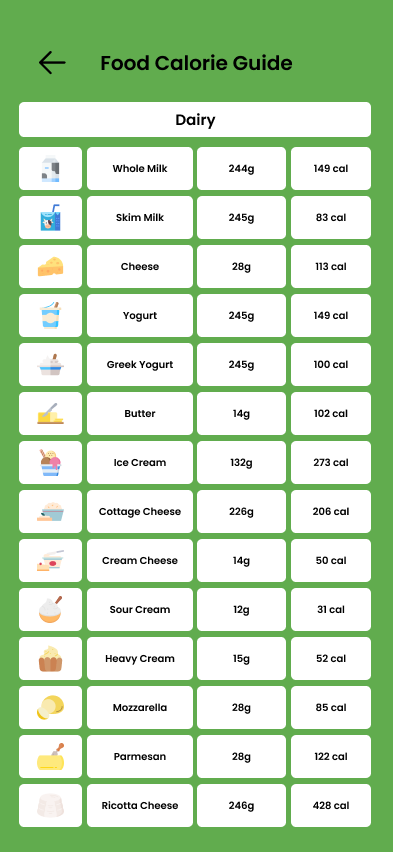 Food Calorie Guide
Dairy
Whole Milk 244g 149 cal
Skim Milk 245g 83 cal
Cheese 28g 113 cal
Yogurt 245g 149 cal
Greek Yogurt 245g 100 cal
Butter 14g 102 cal
Ice Cream 132g 273 cal
Cottage Cheese 226g 206 cal
Cream Cheese 14g 50 cal
Sour Cream 12g 31 cal
Heavy Cream 15g 52 cal
Mozzarella 28g 85 cal
Parmesan 28g 122 cal
Ricotta Cheese 246g 428 cal